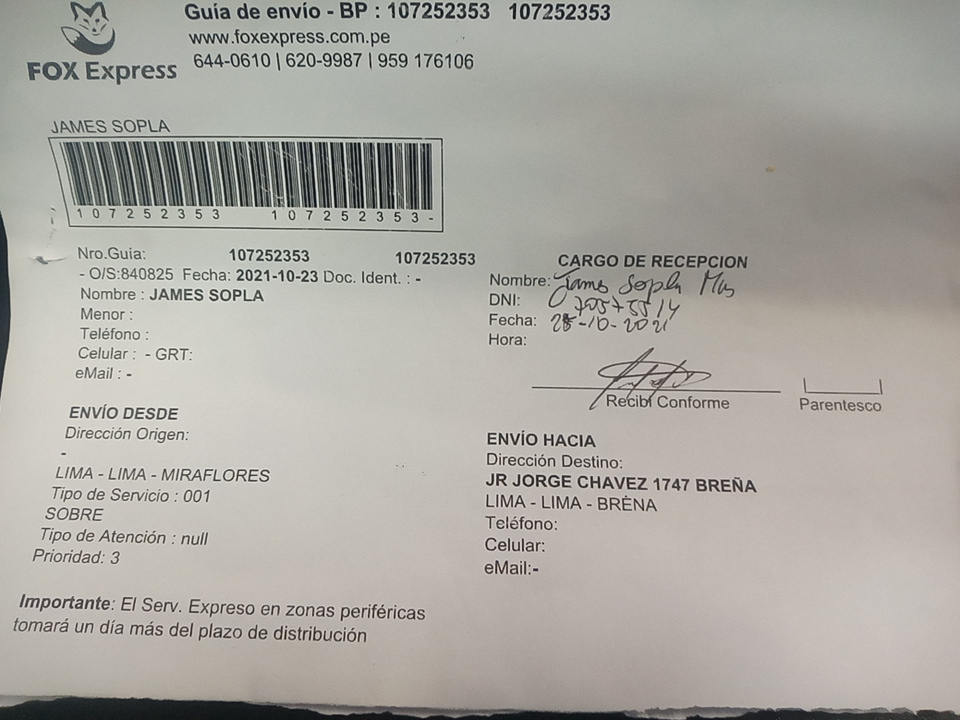 Guía de envío - BP : 107252353 107252353
www.foxexpress.com.pe
644-0610 | 620-9987 | 959 176106
FOX Express
JAMES SOPLA
107252353 107252353-
Nro.Guia: 107252353 107252353
- O/S:840825 Fecha: 2021-10-23 Doc. Ident. : -
Nombre : JAMES SOPLA
Menor :
Teléfono :
Celular : - GRT:
eMail : -
CARGO DE RECEPCION
Nombre: James Sopla Mas
DNI:
Fecha: -10-2021
Hora:
Recibí Conforme
Parentesco
ENVÍO DESDE
Dirección Origen:
-
LIMA - LIMA - MIRAFLORES
Tipo de Servicio : 001
SOBRE
Tipo de Atención : null
Prioridad: 3
ENVÍO HACIA
Dirección Destino:
JR JORGE CHAVEZ 1747 BREÑA
LIMA - LIMA - BREÑA
Teléfono:
Celular:
eMail:-
Importante: El Serv. Expreso en zonas periféricas
tomará un día más del plazo de distribución